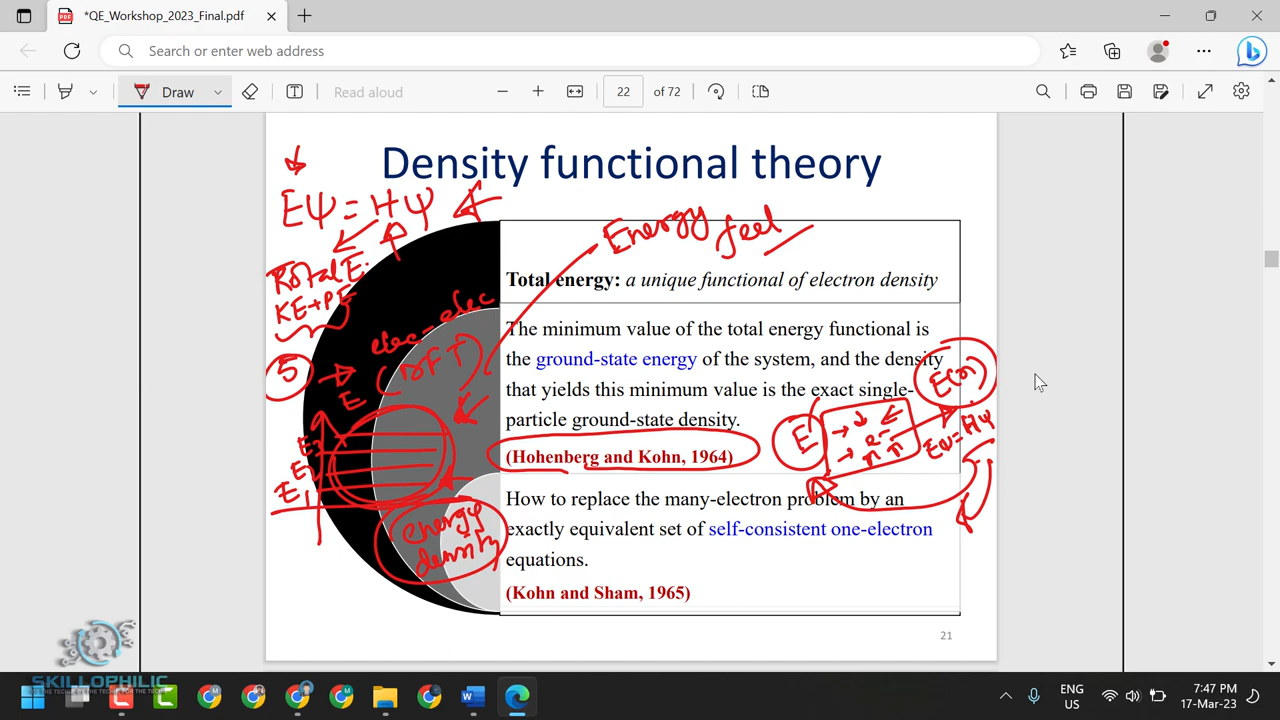 *QE_Workshop_2023_Final.pdf
Search or enter web address
Draw
Read aloud
22 of 72
Density functional theory
Eψ = Hψ
Total E.
KE+PE
Energy feel
Total energy: a unique functional of electron density
elec-elec
(DFT)
5
E
The minimum value of the total energy functional is
the ground-state energy of the system, and the density
that yields this minimum value is the exact single-
particle ground-state density.
(Hohenberg and Kohn, 1964)
E
E(n)
Eψ=Hψ
E3
E2
E1
energy
density
How to replace the many-electron problem by an
exactly equivalent set of self-consistent one-electron
equations.
(Kohn and Sham, 1965)
21
SKILLOPHILIC
ENG
US
7:47 PM
17-Mar-23